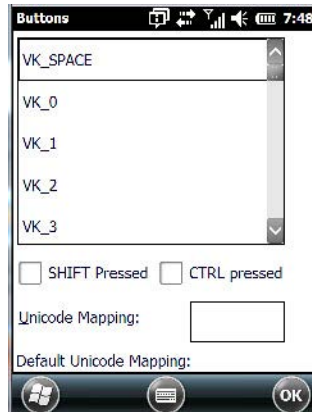 Buttons 7:48
VK_SPACE
VK_0
VK_1
VK_2
VK_3
SHIFT Pressed CTRL pressed
Unicode Mapping:
Default Unicode Mapping:
OK